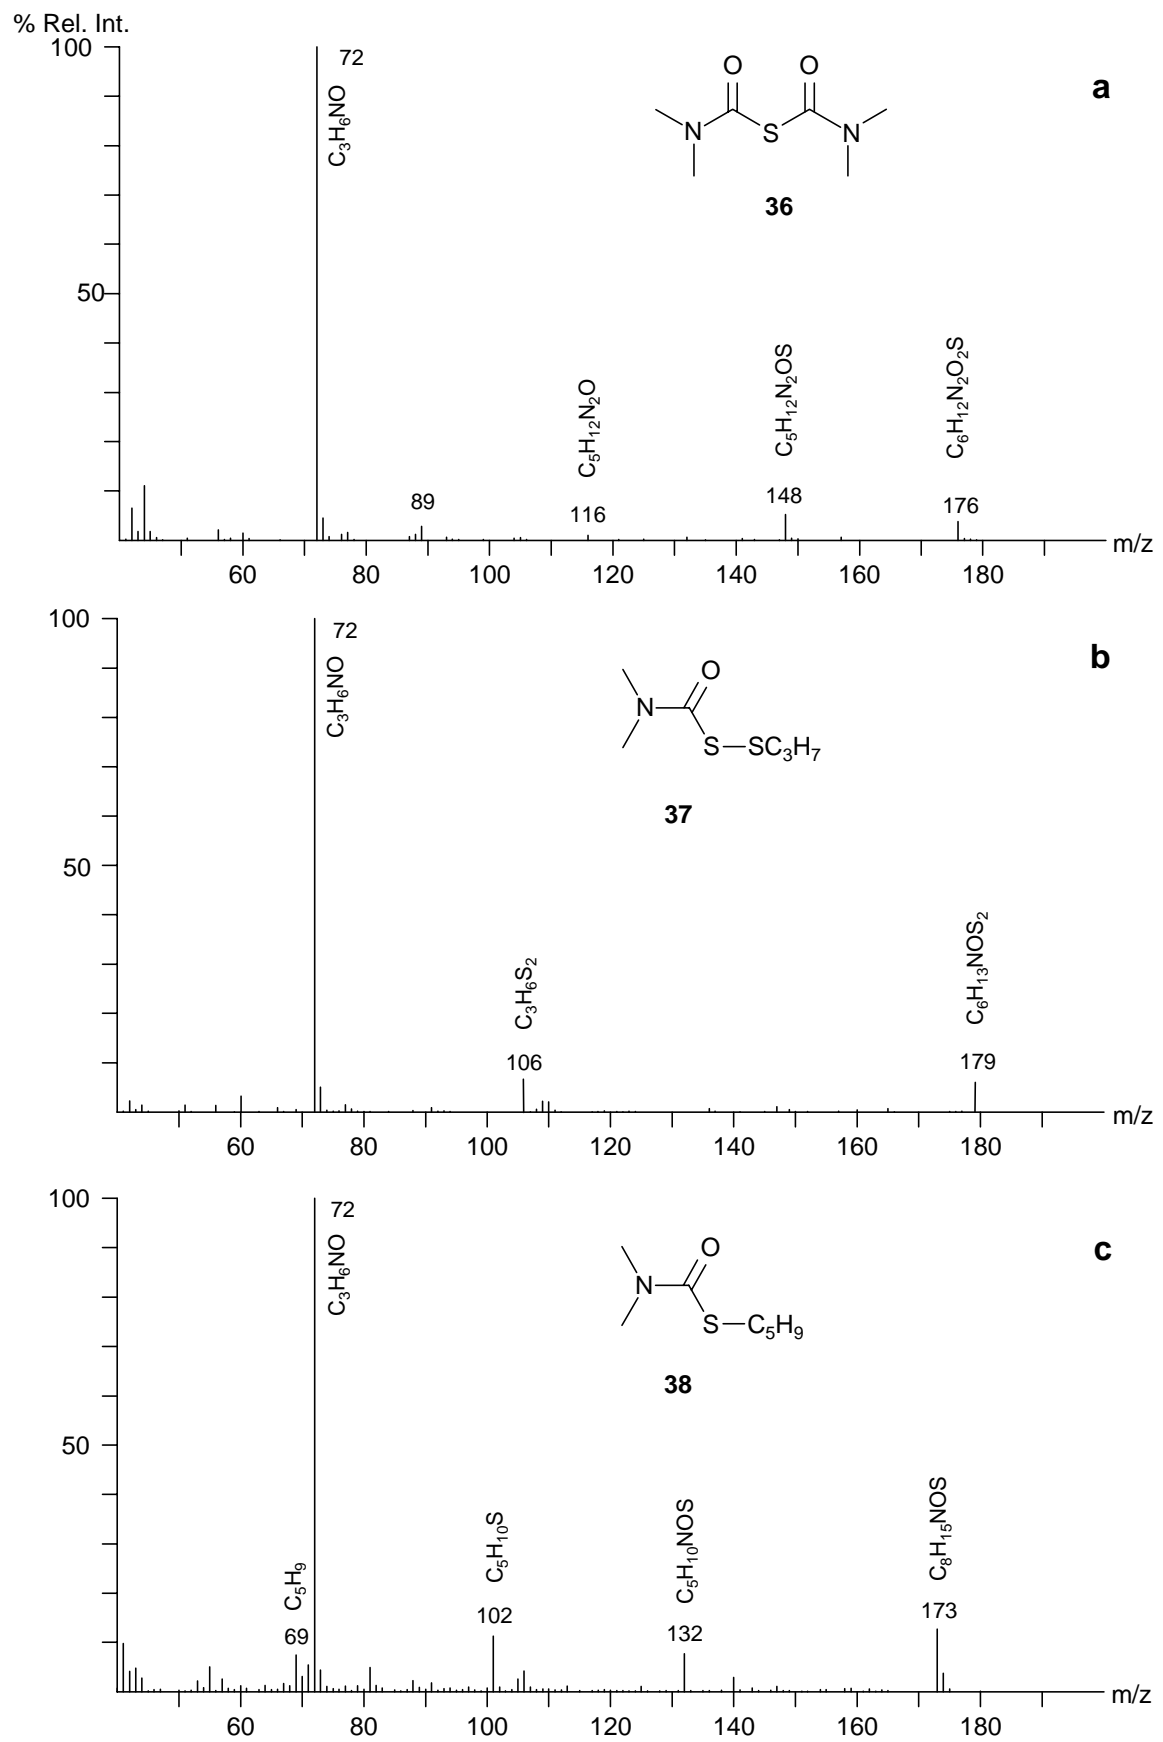 % Rel. Int.
100
72
C₃H₆NO
O O
a
N S N
36
50
C₅H₁₂N₂O
C₅H₁₂N₂OS
C₆H₁₂N₂O₂S
89
116
148
176
m/z
60 80 100 120 140 160 180
100
72
C₃H₆NO
b
O
N
S SC₃H₇
37
50
C₃H₆S₂
C₆H₁₃NOS₂
106
179
m/z
60 80 100 120 140 160 180
100
72
C₃H₆NO
c
O
N
S C₅H₉
38
50
C₅H₉
C₅H₁₀S
C₅H₁₀NOS
C₈H₁₅NOS
69
102
132
173
m/z
60 80 100 120 140 160 180